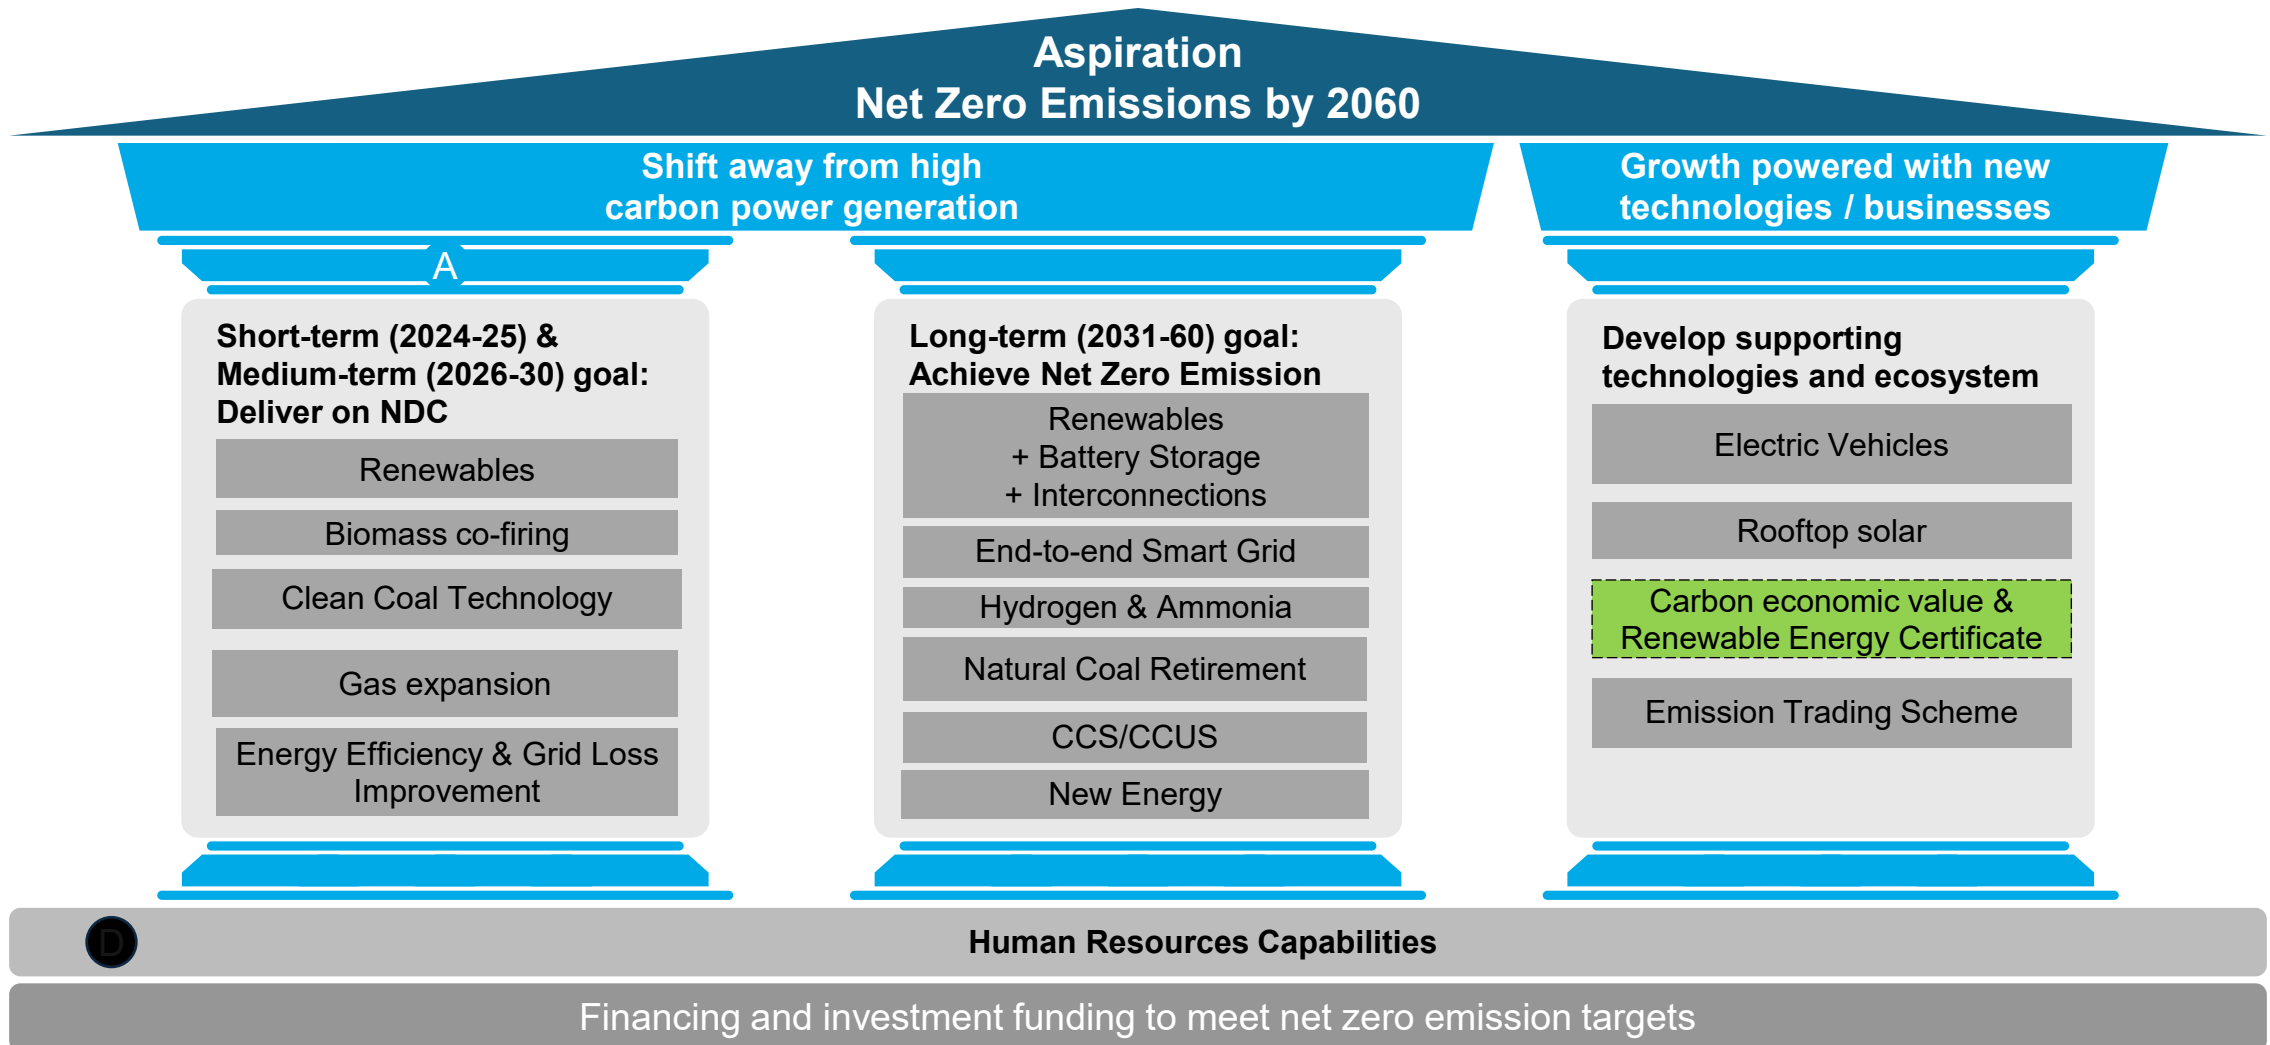 Aspiration
Net Zero Emissions by 2060
Shift away from high
carbon power generation
Growth powered with new
technologies / businesses
A
Short-term (2024-25) &
Medium-term (2026-30) goal:
Deliver on NDC
Renewables
Biomass co-firing
Clean Coal Technology
Gas expansion
Energy Efficiency & Grid Loss
Improvement
Long-term (2031-60) goal:
Achieve Net Zero Emission
Renewables
+ Battery Storage
+ Interconnections
End-to-end Smart Grid
Hydrogen & Ammonia
Natural Coal Retirement
CCS/CCUS
New Energy
Develop supporting
technologies and ecosystem
Electric Vehicles
Rooftop solar
Carbon economic value &
Renewable Energy Certificate
Emission Trading Scheme
D
Human Resources Capabilities
Financing and investment funding to meet net zero emission targets